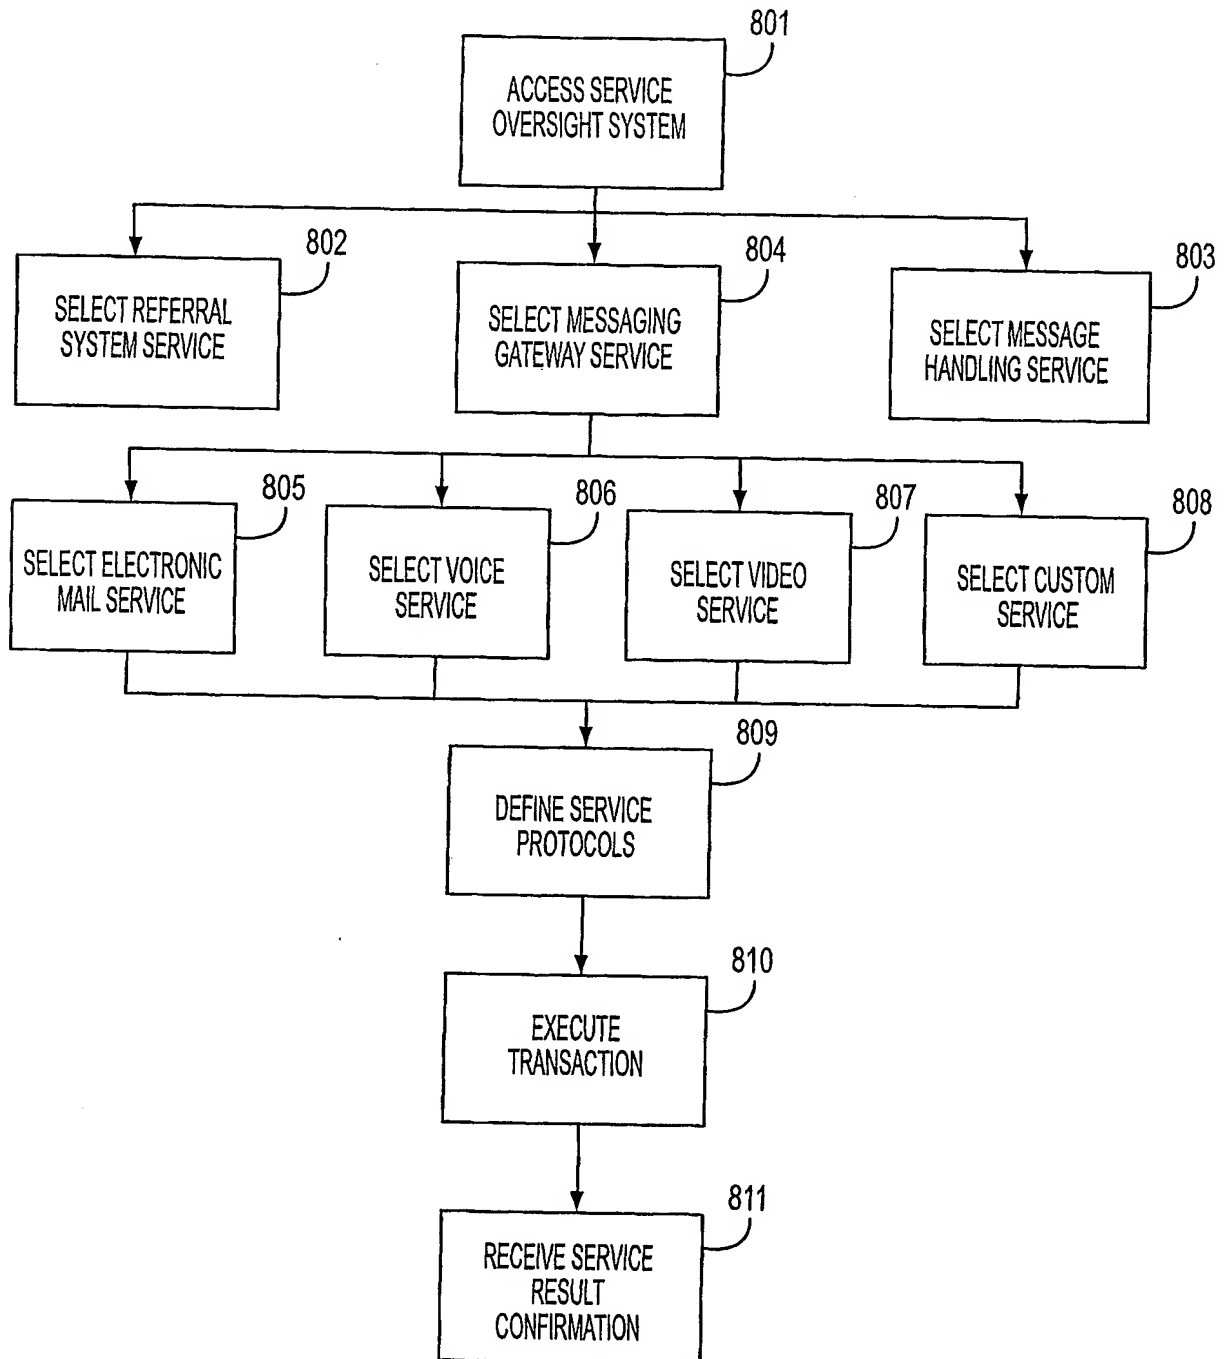 801
ACCESS SERVICE
OVERSIGHT SYSTEM
802
SELECT REFERRAL
SYSTEM SERVICE
804
SELECT MESSAGING
GATEWAY SERVICE
803
SELECT MESSAGE
HANDLING SERVICE
805
SELECT ELECTRONIC
MAIL SERVICE
806
SELECT VOICE
SERVICE
807
SELECT VIDEO
SERVICE
808
SELECT CUSTOM
SERVICE
809
DEFINE SERVICE
PROTOCOLS
810
EXECUTE
TRANSACTION
811
RECEIVE SERVICE
RESULT
CONFIRMATION